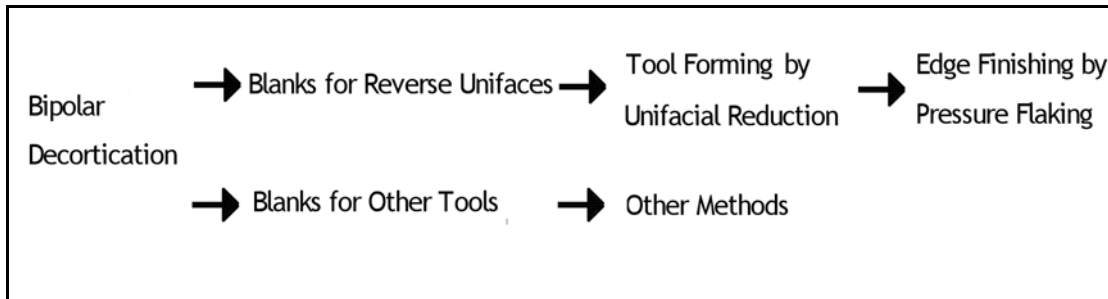 Bipolar
Decortication
Blanks for Reverse Unifaces
Tool Forming by
Unifacial Reduction
Edge Finishing by
Pressure Flaking
Blanks for Other Tools
Other Methods